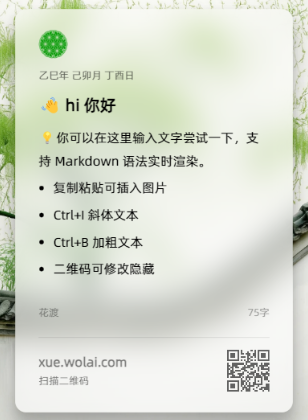 乙巳年 己卯月 丁酉日
👋 hi 你好
💡 你可以在这里输入文字尝试一下，支
持 Markdown 语法实时渲染。
• 复制粘贴可插入图片
• Ctrl+I 斜体文本
• Ctrl+B 加粗文本
• 二维码可修改隐藏
花渡 75字
xue.wolai.com
扫描二维码